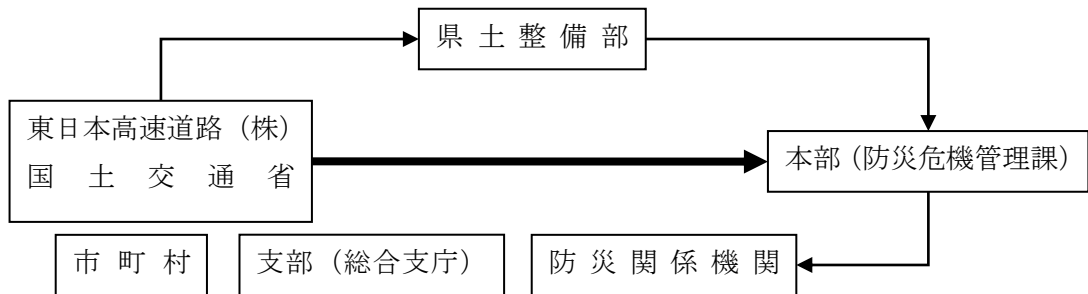 県土整備部
東日本高速道路（株）
国土交通省
本部（防災危機管理課）
市町村
支部（総合支庁）
防災関係機関